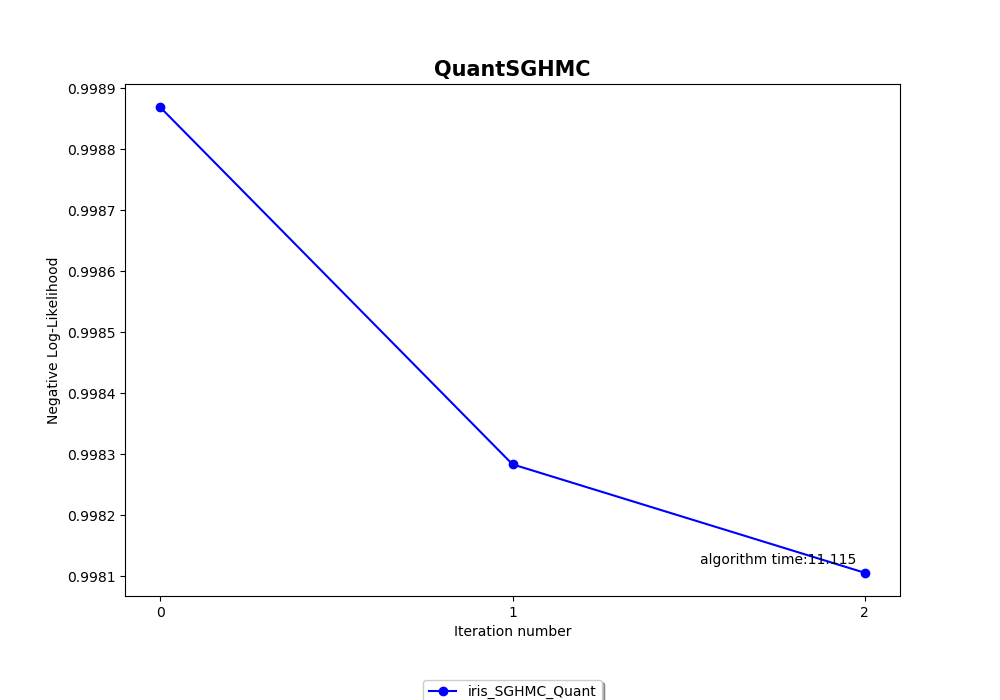 QuantSGHMC
0.9989
0.9988
0.9987
0.9986
0.9985
0.9984
0.9983
0.9982
0.9981
Negative Log-Likelihood
algorithm time:11.115
0
1
2
Iteration number
iris_SGHMC_Quant